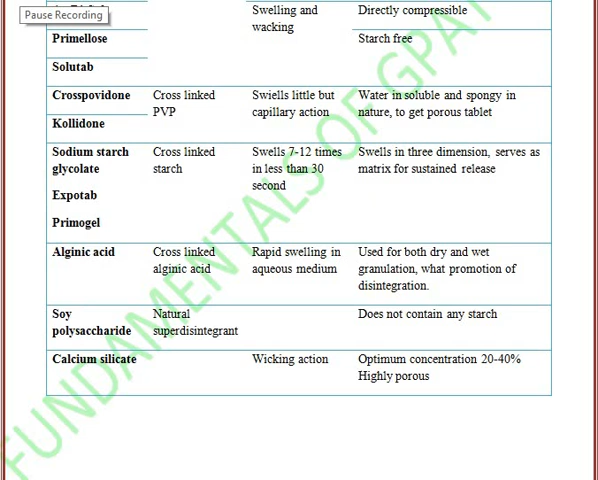 Pause Recording
Swelling and
wacking
Directly compressible
Primellose
Starch free
Solutab
Crosspovidone
Cross linked
PVP
Swiells little but
capillary action
Water in soluble and spongy in
nature, to get porous tablet
Kollidone
Sodium starch
glycolate
Cross linked
starch
Swells 7-12 times
in less than 30
second
Swells in three dimension, serves as
matrix for sustained release
Expotab
Primogel
Alginic acid
Cross linked
alginic acid
Rapid swelling in
aqueous medium
Used for both dry and wet
granulation, what promotion of
disintegration.
Soy
polysaccharide
Natural
superdisintegrant
Does not contain any starch
Calcium silicate
Wicking action
Optimum concentration 20-40%
Highly porous
FUNDAMENTALS OF GPAT